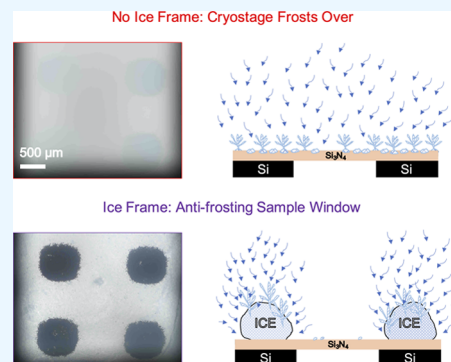 No Ice Frame: Cryostage Frosts Over
500 µm
Si₃N₄
Si
Si
Ice Frame: Anti-frosting Sample Window
ICE
ICE
Si₃N₄
Si
Si